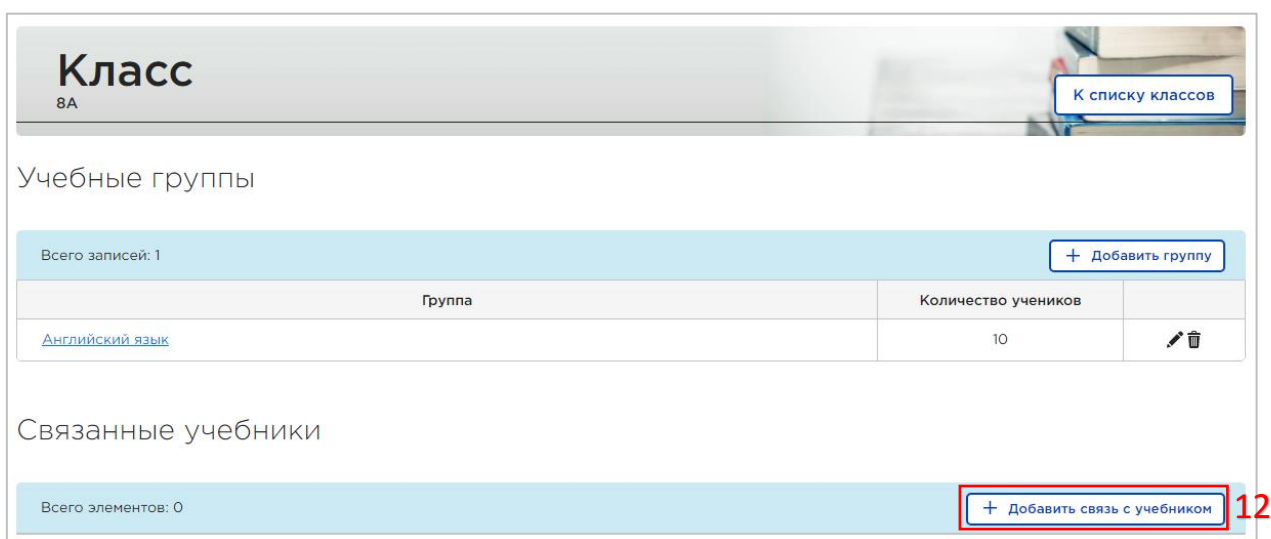 Класс
8А
К списку классов
Учебные группы
Всего записей: 1
+ Добавить группу
Группа
Количество учеников
Английский язык
10
Связанные учебники
Всего элементов: 0
+ Добавить связь с учебником
12